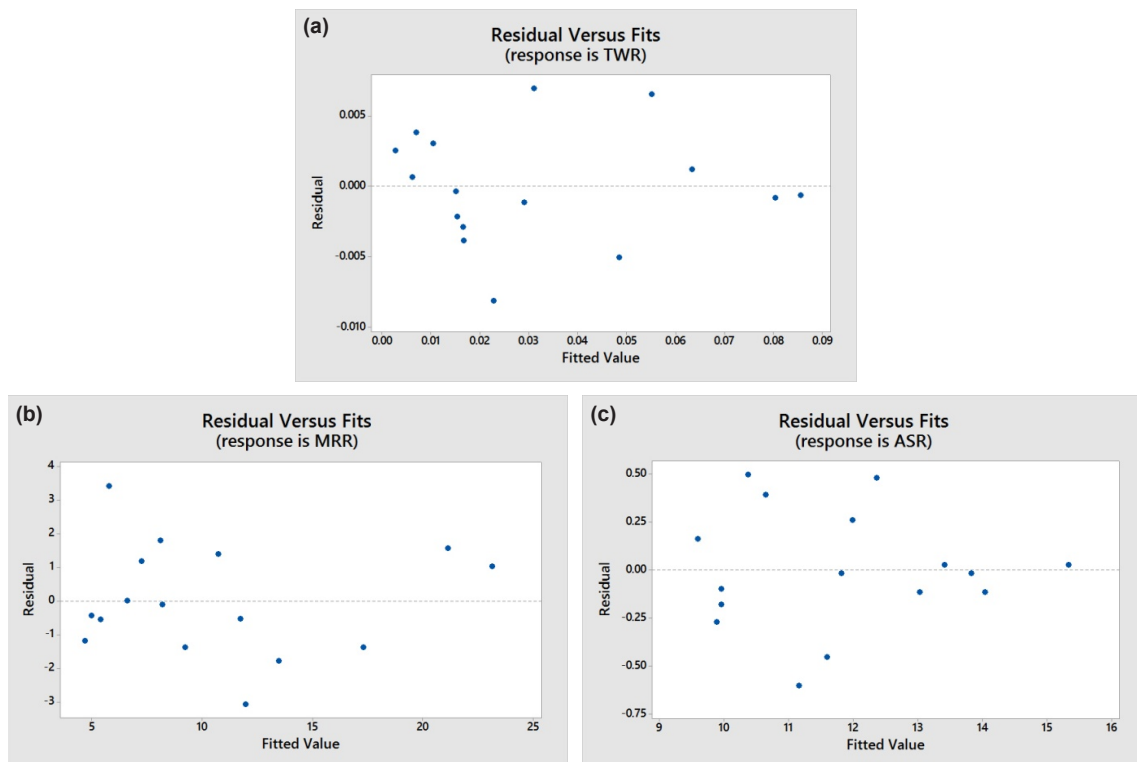 (a)
Residual Versus Fits
(response is TWR)
0.005
0.000
-0.005
-0.010
Residual
0.00 0.01 0.02 0.03 0.04 0.05 0.06 0.07 0.08 0.09
Fitted Value
(b)
Residual Versus Fits
(response is MRR)
4
3
2
1
0
-1
-2
-3
Residual
5 10 15 20 25
Fitted Value
(c)
Residual Versus Fits
(response is ASR)
0.50
0.25
0.00
-0.25
-0.50
-0.75
Residual
9 10 11 12 13 14 15 16
Fitted Value